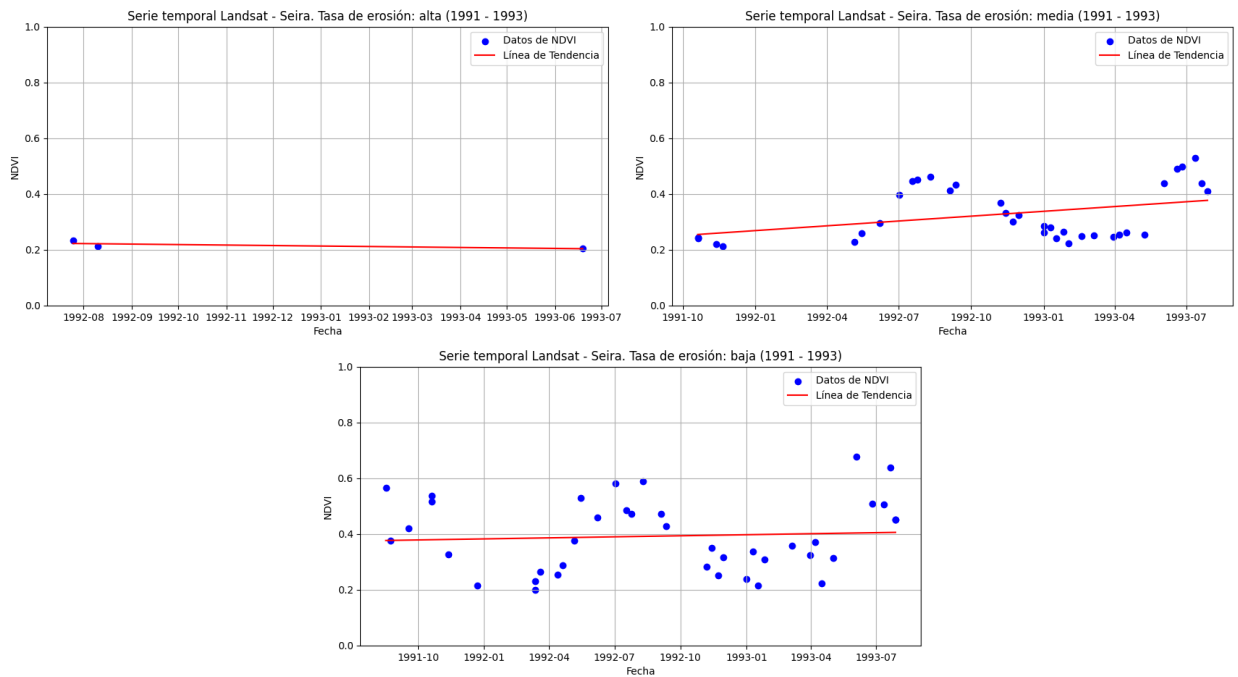 Serie temporal Landsat - Seira. Tasa de erosión: alta (1991 - 1993)
1.0
0.8
0.6
0.4
0.2
0.0
NDVI
Datos de NDVI
Línea de Tendencia
1992-08 1992-09 1992-10 1992-11 1992-12 1993-01 1993-02 1993-03 1993-04 1993-05 1993-06 1993-07
Fecha
Serie temporal Landsat - Seira. Tasa de erosión: media (1991 - 1993)
1.0
0.8
0.6
0.4
0.2
0.0
NDVI
Datos de NDVI
Línea de Tendencia
1991-10 1992-01 1992-04 1992-07 1992-10 1993-01 1993-04 1993-07
Fecha
Serie temporal Landsat - Seira. Tasa de erosión: baja (1991 - 1993)
1.0
0.8
0.6
0.4
0.2
0.0
NDVI
Datos de NDVI
Línea de Tendencia
1991-10 1992-01 1992-04 1992-07 1992-10 1993-01 1993-04 1993-07
Fecha